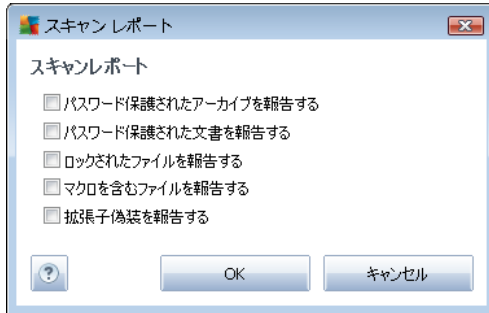 スキャン レポート
スキャンレポート
パスワード保護されたアーカイブを報告する
パスワード保護された文書を報告する
ロックされたファイルを報告する
マクロを含むファイルを報告する
拡張子偽装を報告する
? OK キャンセル